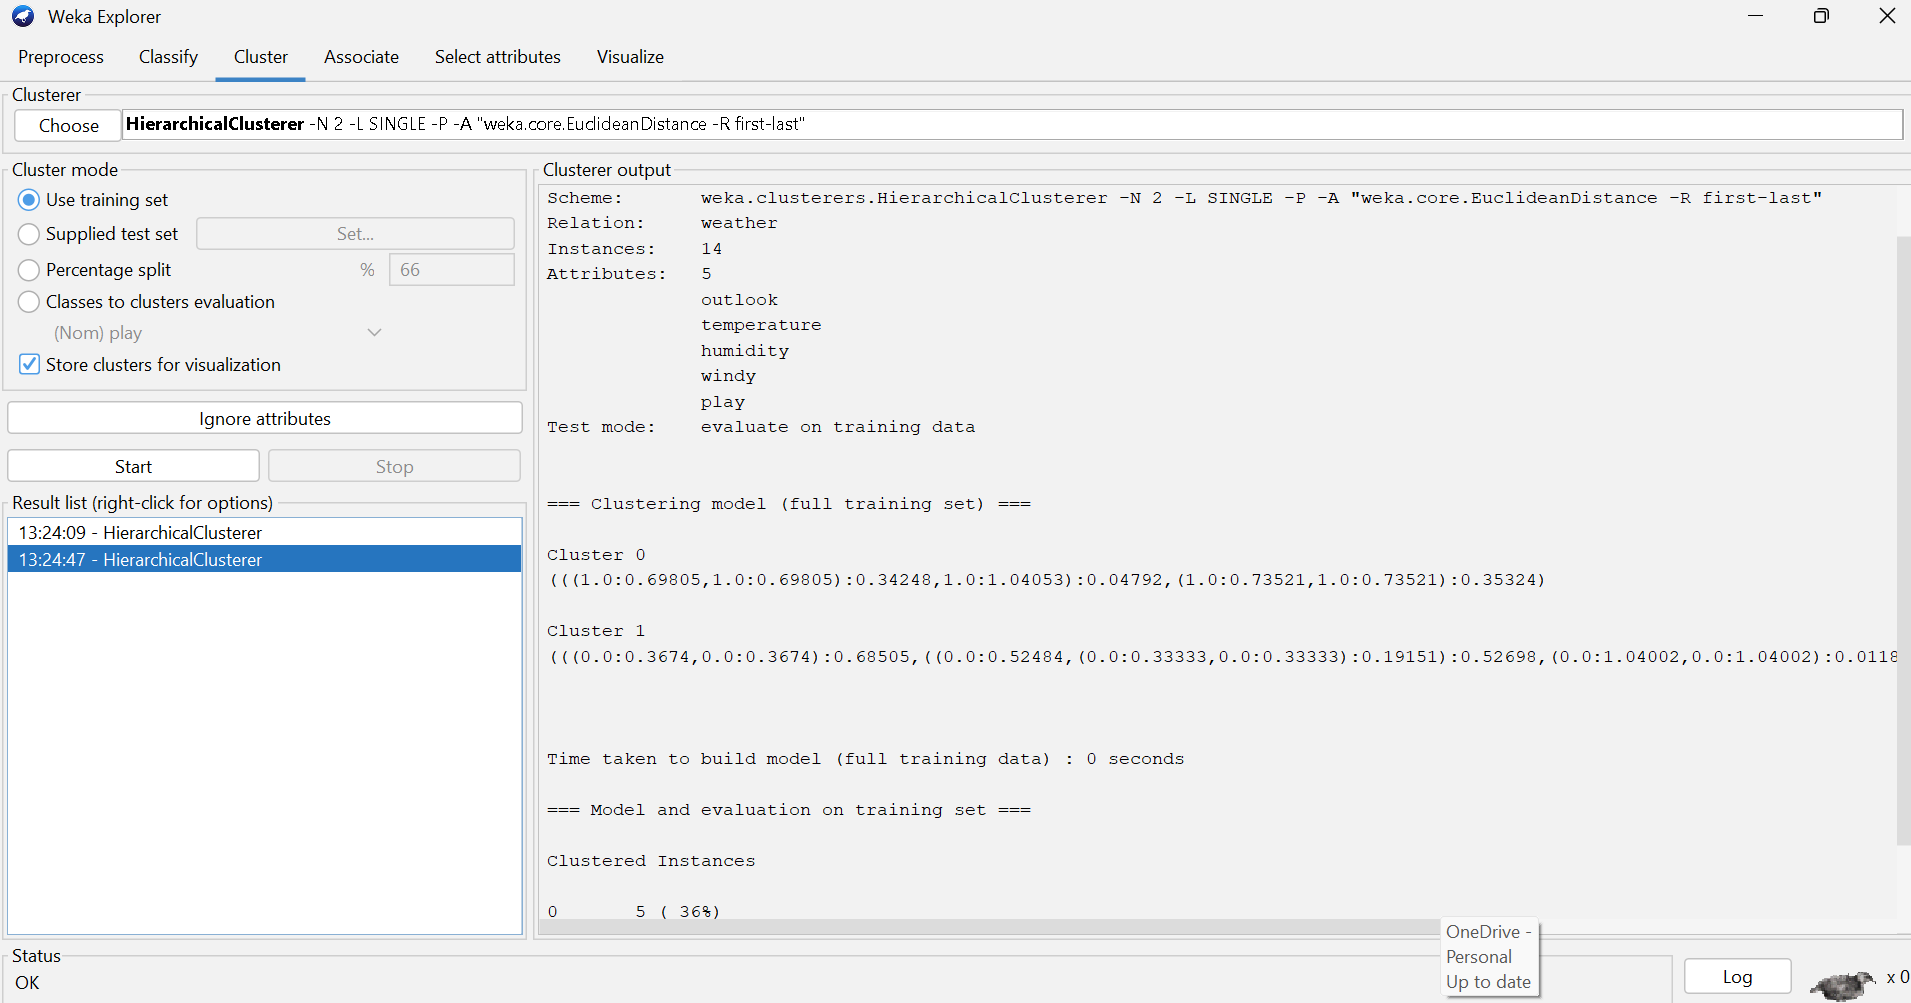 Weka Explorer
Preprocess Classify Cluster Associate Select attributes Visualize
Clusterer
Choose HierarchicalClusterer -N 2 -L SINGLE -P -A "weka.core.EuclideanDistance -R first-last"
Cluster mode
Use training set
Supplied test set Set...
Percentage split % 66
Classes to clusters evaluation
(Nom) play
Store clusters for visualization
Ignore attributes
Start Stop
Result list (right-click for options)
13:24:09 - HierarchicalClusterer
13:24:47 - HierarchicalClusterer
Clusterer output
Scheme: weka.clusterers.HierarchicalClusterer -N 2 -L SINGLE -P -A "weka.core.EuclideanDistance -R first-last"
Relation: weather
Instances: 14
Attributes: 5
outlook
temperature
humidity
windy
play
Test mode: evaluate on training data
=== Clustering model (full training set) ===
Cluster 0
(((1.0:0.69805,1.0:0.69805):0.34248,1.0:1.04053):0.04792,(1.0:0.73521,1.0:0.73521):0.35324)
Cluster 1
(((0.0:0.3674,0.0:0.3674):0.68505,((0.0:0.52484,(0.0:0.33333,0.0:0.33333):0.19151):0.52698,(0.0:1.04002,0.0:1.04002):0.0118
Time taken to build model (full training data) : 0 seconds
=== Model and evaluation on training set ===
Clustered Instances
0 5 ( 36%)
Status
OK
OneDrive -
Personal
Up to date
Log
x 0